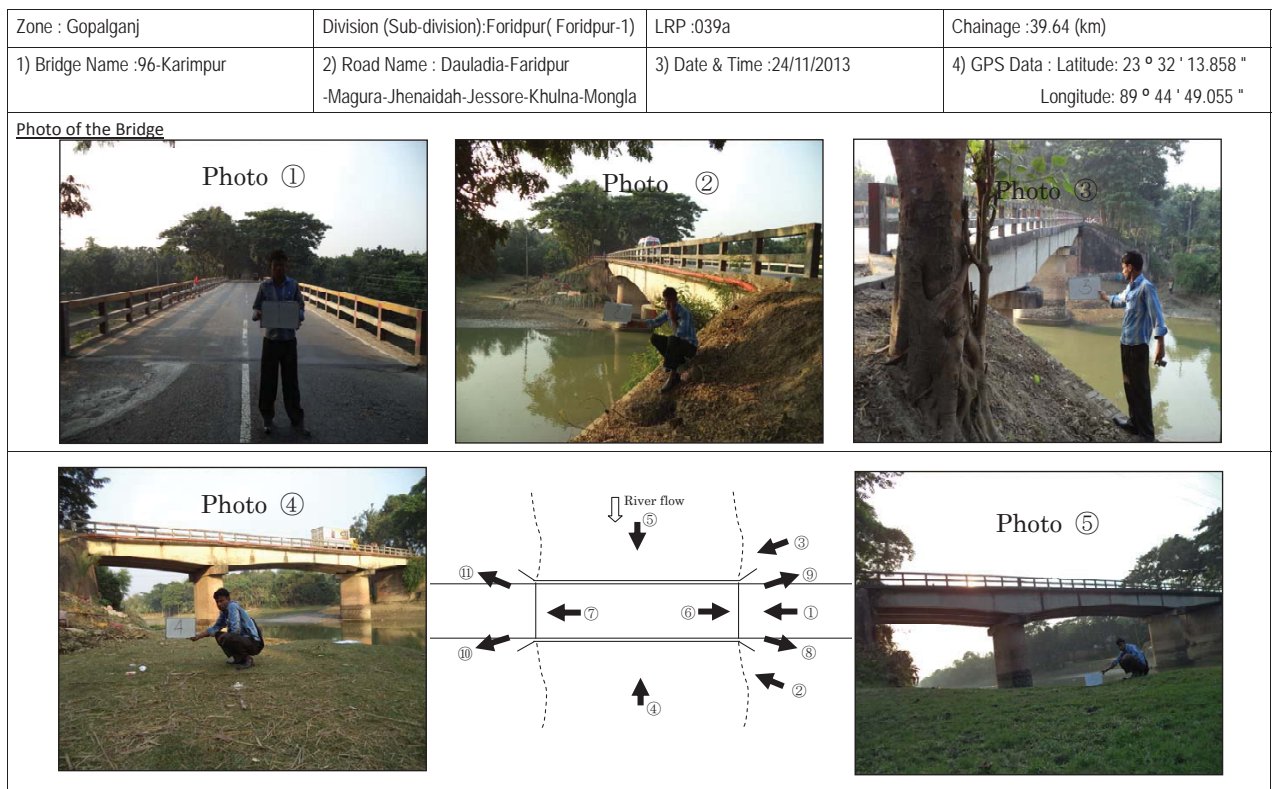 Zone : Gopalganj
Division (Sub-division):Foridpur( Foridpur-1)
LRP :039a
Chainage :39.64 (km)
1) Bridge Name :96-Karimpur
2) Road Name : Dauladia-Faridpur
-Magura-Jhenaidah-Jessore-Khulna-Mongla
3) Date & Time :24/11/2013
4) GPS Data : Latitude: 23 º 32 ' 13.858 "
Longitude: 89 º 44 ' 49.055 "
Photo of the Bridge
Photo ①
Photo ②
Photo ③
3
Photo ④
4
River flow
⑤
③
⑪
⑨
⑦
⑥
①
⑩
⑧
②
④
Photo ⑤